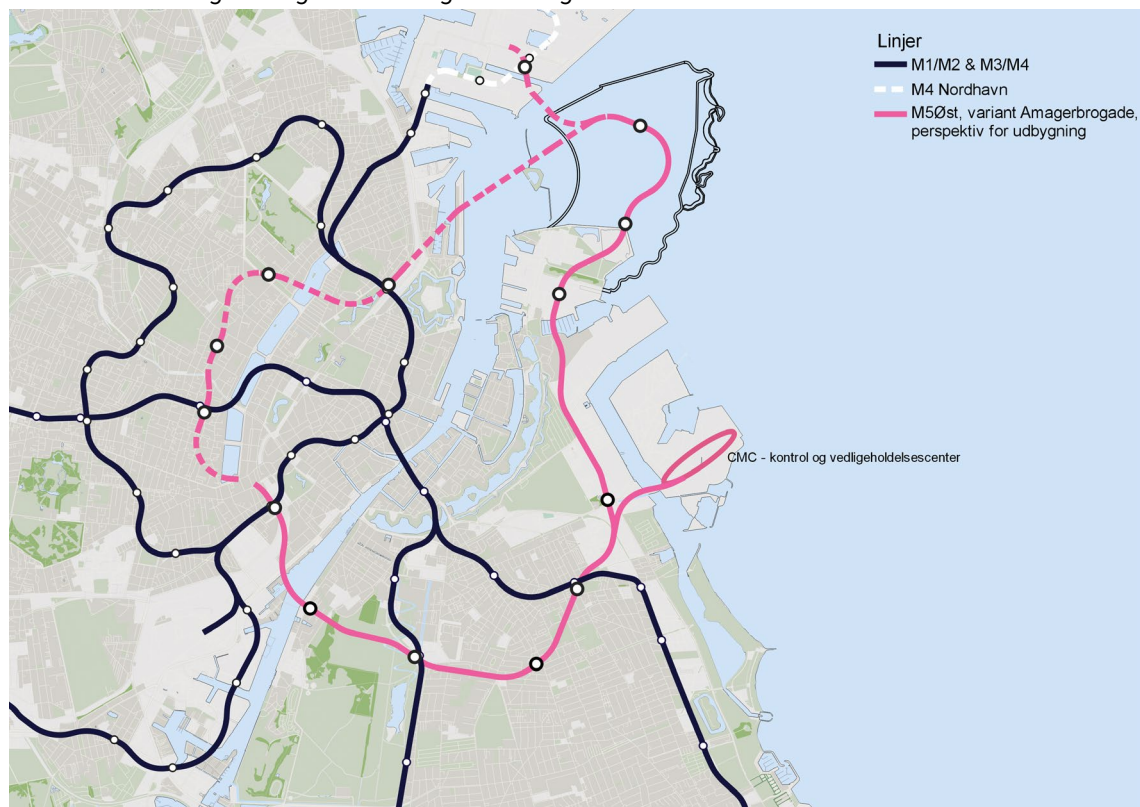 Linjer
M1/M2 & M3/M4
M4 Nordhavn
M5Øst, variant Amagerbrogade,
perspektiv for udbygning
CMC - kontrol og vedligeholdelsescenter